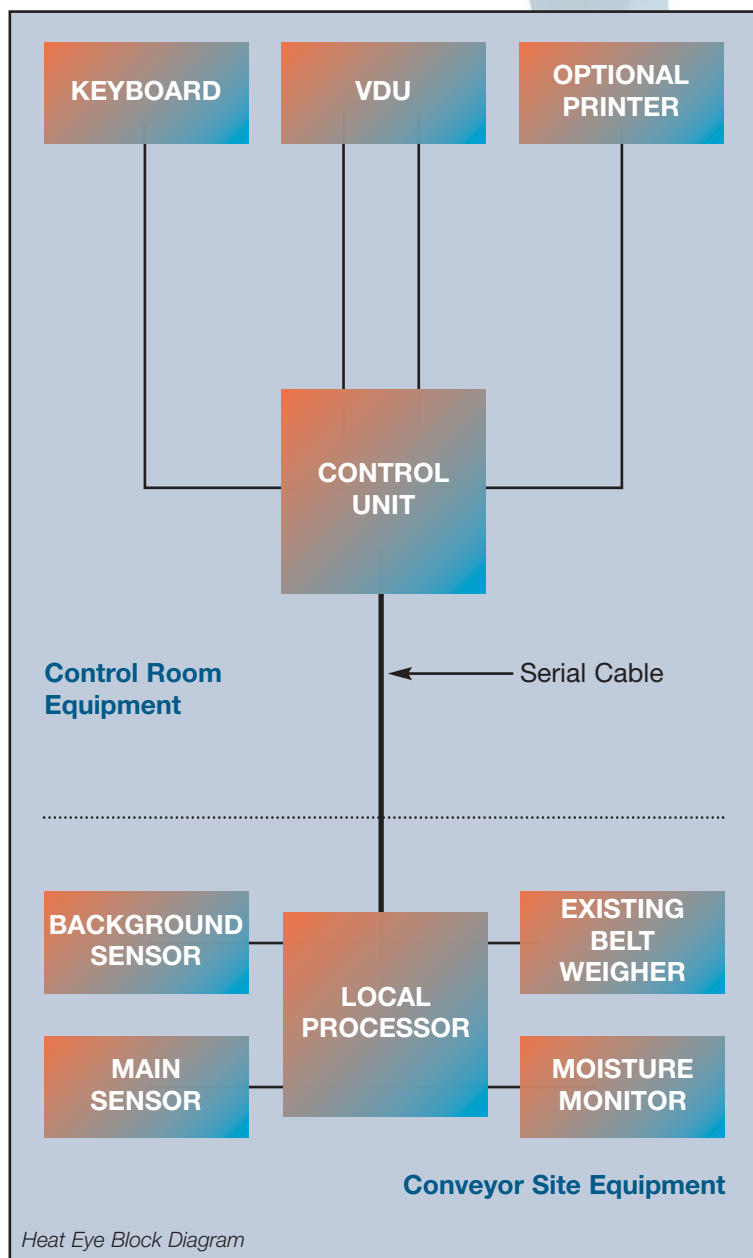 KEYBOARD
VDU
OPTIONAL
PRINTER
CONTROL
UNIT
Control Room
Equipment
Serial Cable
BACKGROUND
SENSOR
EXISTING
BELT
WEIGHER
LOCAL
PROCESSOR
MAIN
SENSOR
MOISTURE
MONITOR
Conveyor Site Equipment
Heat Eye Block Diagram